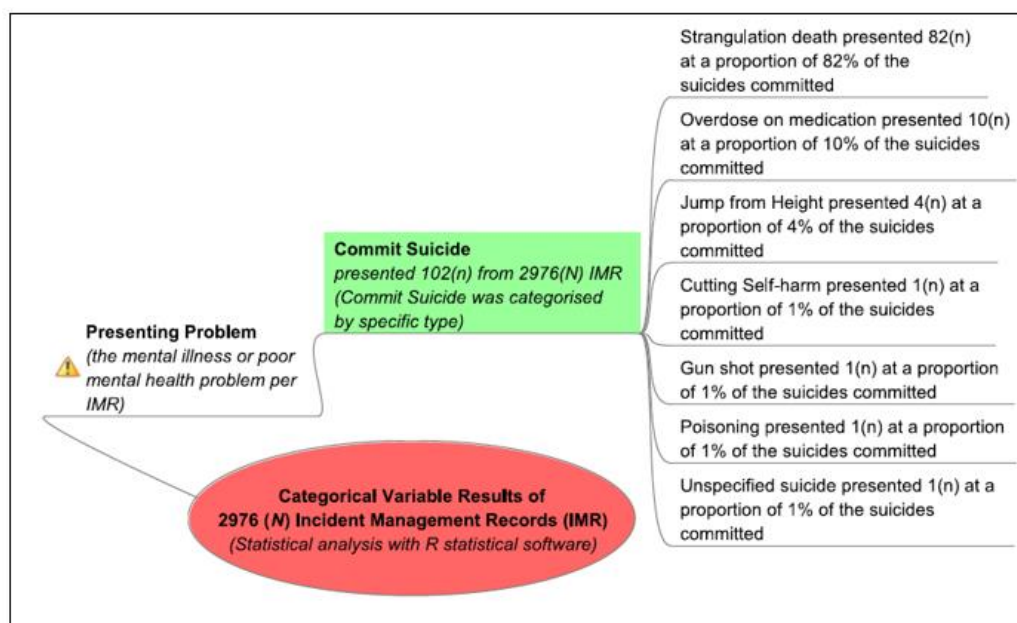 Strangulation death presented 82(n)
at a proportion of 82% of the
suicides committed
Overdose on medication presented 10(n)
at a proportion of 10% of the suicides
committed
Jump from Height presented 4(n) at a
proportion of 4% of the suicides
committed
Commit Suicide
presented 102(n) from 2976(N) IMR
(Commit Suicide was categorised
by specific type)
Cutting Self-harm presented 1(n) at a
proportion of 1% of the suicides
committed
Presenting Problem
(the mental illness or poor
mental health problem per
IMR)
Gun shot presented 1(n) at a proportion
of 1% of the suicides committed
Poisoning presented 1(n) at a proportion
of 1% of the suicides committed
Categorical Variable Results of
2976 (N) Incident Management Records (IMR)
(Statistical analysis with R statistical software)
Unspecified suicide presented 1(n) at a
proportion of 1% of the suicides
committed